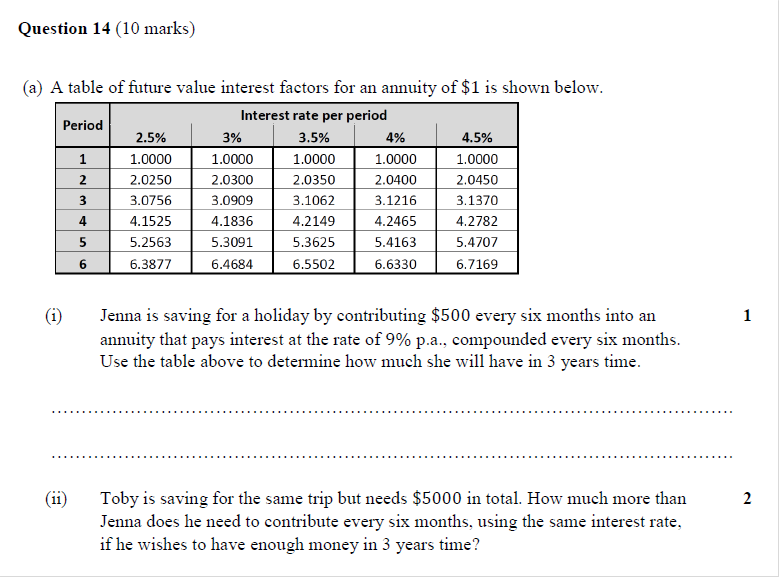 Question 14 (10 marks)
(a) A table of future value interest factors for an annuity of $1 is shown below.
Period Interest rate per period
2.5% 3% 3.5% 4% 4.5%
1 1.0000 1.0000 1.0000 1.0000 1.0000
2 2.0250 2.0300 2.0350 2.0400 2.0450
3 3.0756 3.0909 3.1062 3.1216 3.1370
4 4.1525 4.1836 4.2149 4.2465 4.2782
5 5.2563 5.3091 5.3625 5.4163 5.4707
6 6.3877 6.4684 6.5502 6.6330 6.7169
(i) Jenna is saving for a holiday by contributing $500 every six months into an 1
annuity that pays interest at the rate of 9% p.a., compounded every six months.
Use the table above to determine how much she will have in 3 years time.
(ii) Toby is saving for the same trip but needs $5000 in total. How much more than 2
Jenna does he need to contribute every six months, using the same interest rate,
if he wishes to have enough money in 3 years time?